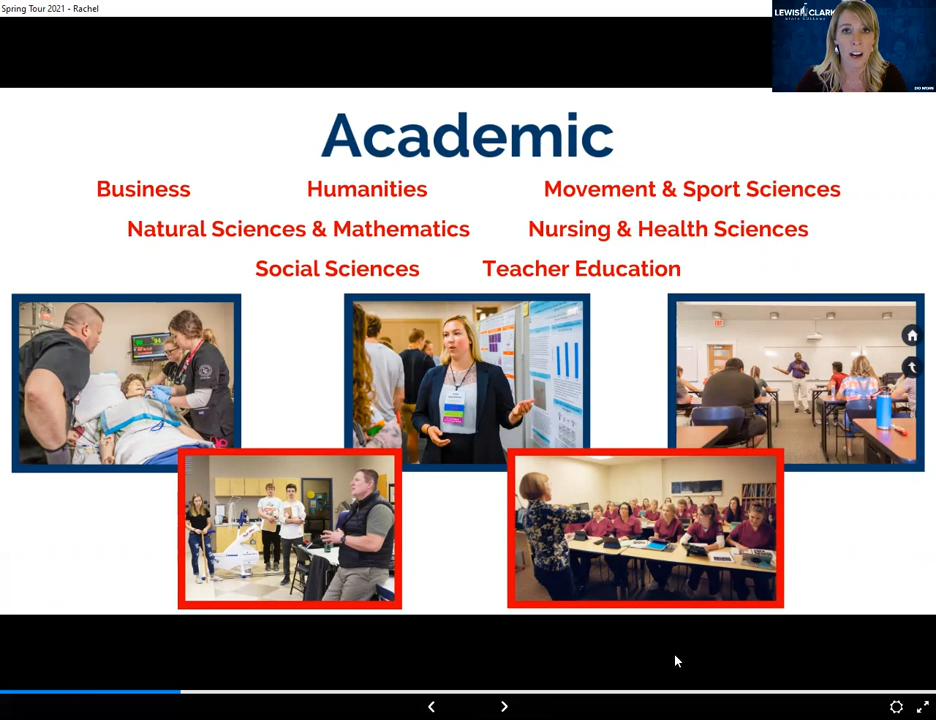 Spring Tour 2021 - Rachel
LEWIS CLARK
Academic
Business Humanities Movement & Sport Sciences
Natural Sciences & Mathematics Nursing & Health Sciences
Social Sciences Teacher Education